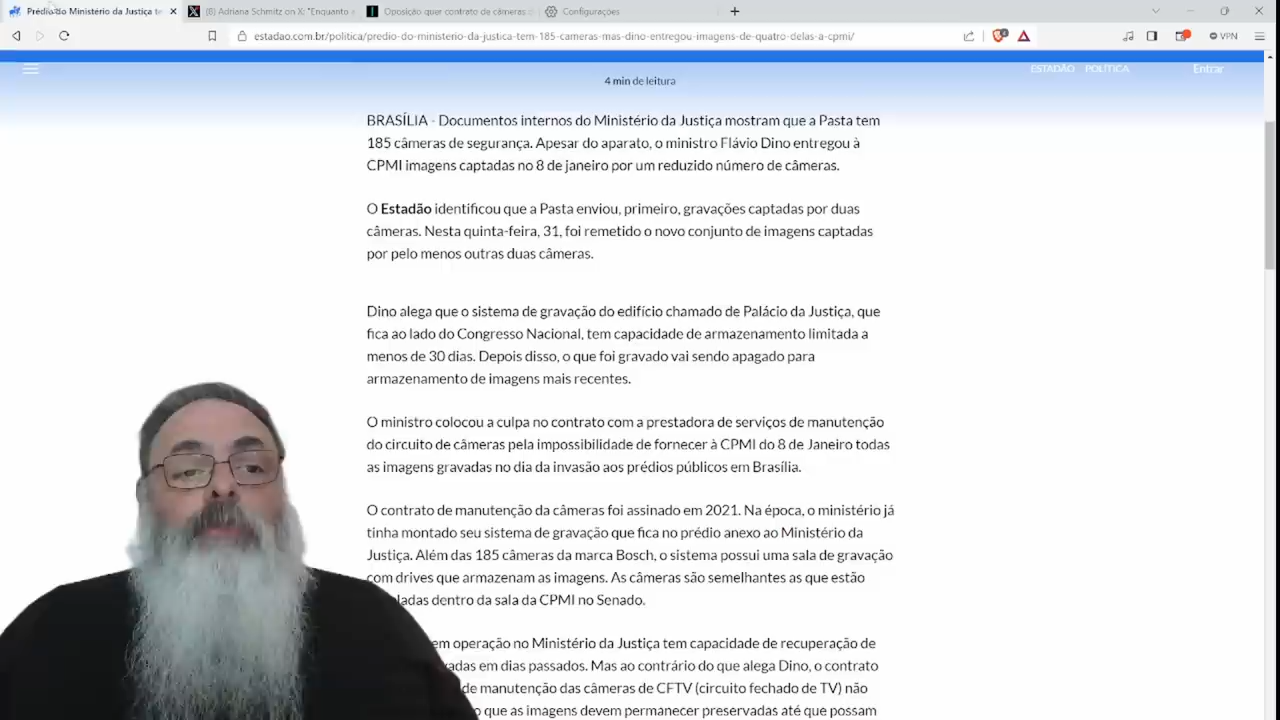 Prédio do Ministério da Justiça te
(8) Adriana Schmitz on X: "Enquanto
Oposição quer contrato de câmeras d
Configurações
estadao.com.br/politica/predio-do-ministerio-da-justica-tem-185-cameras-mas-dino-entregou-imagens-de-quatro-delas-a-cpmi/
VPN
4 min de leitura
ESTADÃO POLÍTICA
Entrar
BRASÍLIA - Documentos internos do Ministério da Justiça mostram que a Pasta tem
185 câmeras de segurança. Apesar do aparato, o ministro Flávio Dino entregou à
CPMI imagens captadas no 8 de janeiro por um reduzido número de câmeras.
O Estadão identificou que a Pasta enviou, primeiro, gravações captadas por duas
câmeras. Nesta quinta-feira, 31, foi remetido o novo conjunto de imagens captadas
por pelo menos outras duas câmeras.
Dino alega que o sistema de gravação do edifício chamado de Palácio da Justiça, que
fica ao lado do Congresso Nacional, tem capacidade de armazenamento limitada a
menos de 30 dias. Depois disso, o que foi gravado vai sendo apagado para
armazenamento de imagens mais recentes.
O ministro colocou a culpa no contrato com a prestadora de serviços de manutenção
do circuito de câmeras pela impossibilidade de fornecer à CPMI do 8 de Janeiro todas
as imagens gravadas no dia da invasão aos prédios públicos em Brasília.
O contrato de manutenção da câmeras foi assinado em 2021. Na época, o ministério já
tinha montado seu sistema de gravação que fica no prédio anexo ao Ministério da
Justiça. Além das 185 câmeras da marca Bosch, o sistema possui uma sala de gravação
com drives que armazenam as imagens. As câmeras são semelhantes as que estão
ladas dentro da sala da CPMI no Senado.
em operação no Ministério da Justiça tem capacidade de recuperação de
vadas em dias passados. Mas ao contrário do que alega Dino, o contrato
de manutenção das câmeras de CFTV (circuito fechado de TV) não
o que as imagens devem permanecer preservadas até que possam